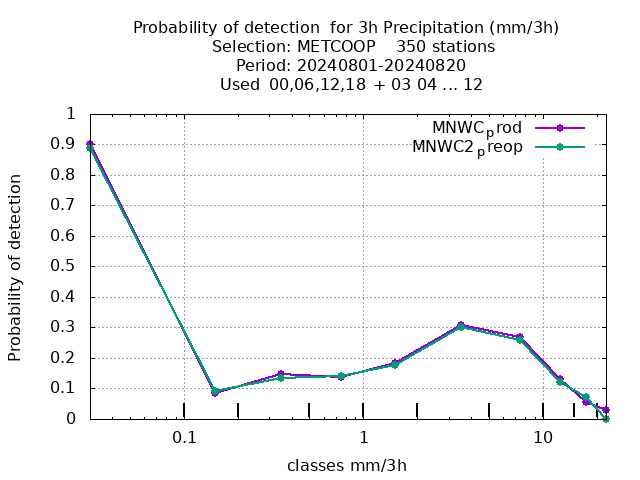 Probability of detection for 3h Precipitation (mm/3h)
Selection: METCOOP 350 stations
Period: 20240801-20240820
Used 00,06,12,18 + 03 04 ... 12
MNWC_prod
MNWC2_preop
1
0.9
0.8
0.7
0.6
0.5
0.4
0.3
0.2
0.1
0
Probability of detection
0.1 1 10
classes mm/3h